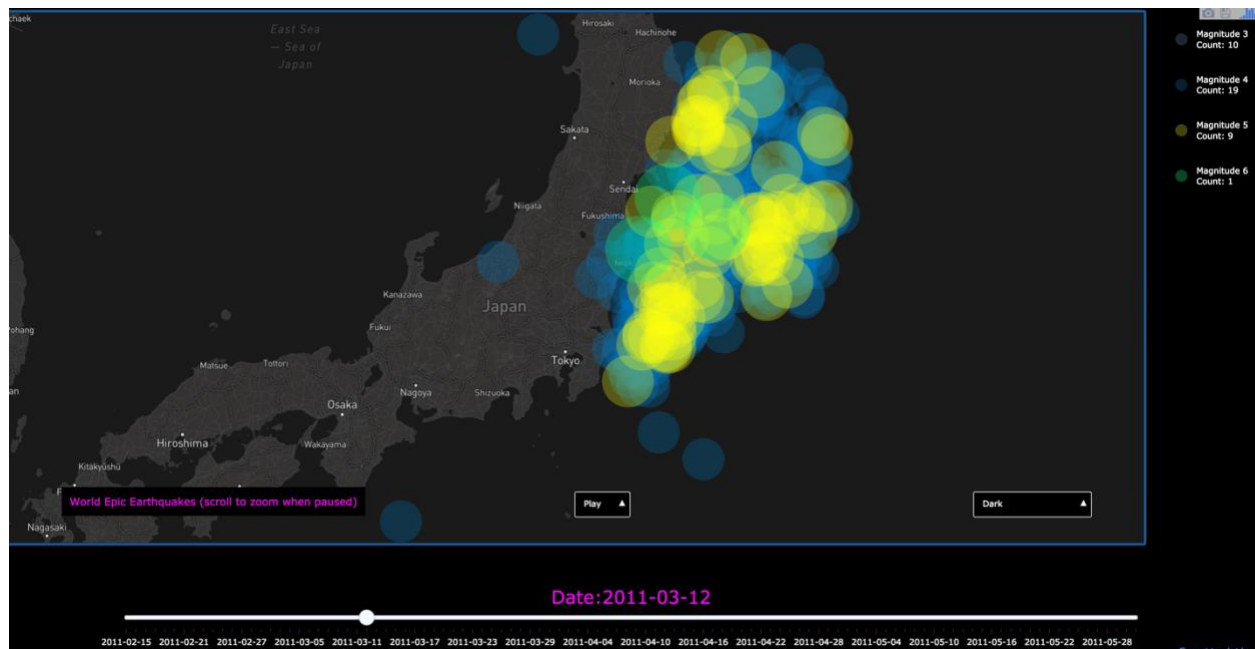 chaek
East Sea
— Sea of
Japan
Hirosaki
Hachinohe
Morioka
Sakata
Sendai
Niigata
Fukushima
Kanazawa
Japan
Fukui
ohang
Matsue
Tottori
Tokyo
an
Nagoya
Shizuoka
Osaka
Hiroshima
Wakayama
Kitakyūshū
World Epic Earthquakes (scroll to zoom when paused)
Play ▲
Dark ▲
Nagasaki
Magnitude 3
Count: 10
Magnitude 4
Count: 19
Magnitude 5
Count: 9
Magnitude 6
Count: 1
Date:2011-03-12
2011-02-15 2011-02-21 2011-02-27 2011-03-05 2011-03-11 2011-03-17 2011-03-23 2011-03-29 2011-04-04 2011-04-10 2011-04-16 2011-04-22 2011-04-28 2011-05-04 2011-05-10 2011-05-16 2011-05-22 2011-05-28